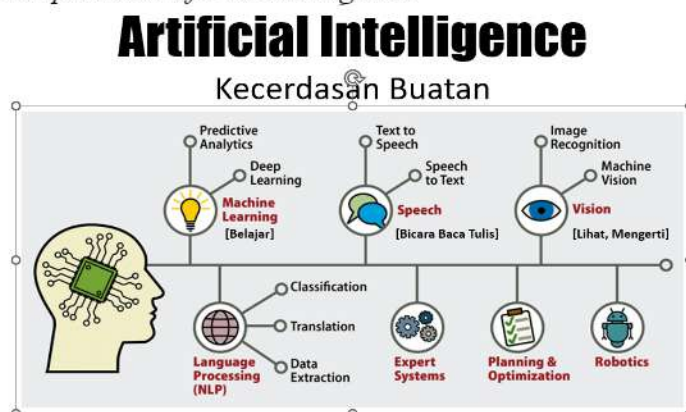 Artificial Intelligence
Kecerdasan Buatan
Predictive
Analytics
Deep
Learning
Machine
Learning
[Belajar]
Text to
Speech
Speech
to Text
Speech
[Bicara Baca Tulis]
Image
Recognition
Machine
Vision
Vision
[Lihat, Mengerti]
Classification
Translation
Data
Extraction
Language
Processing
(NLP)
Expert
Systems
Planning &
Optimization
Robotics